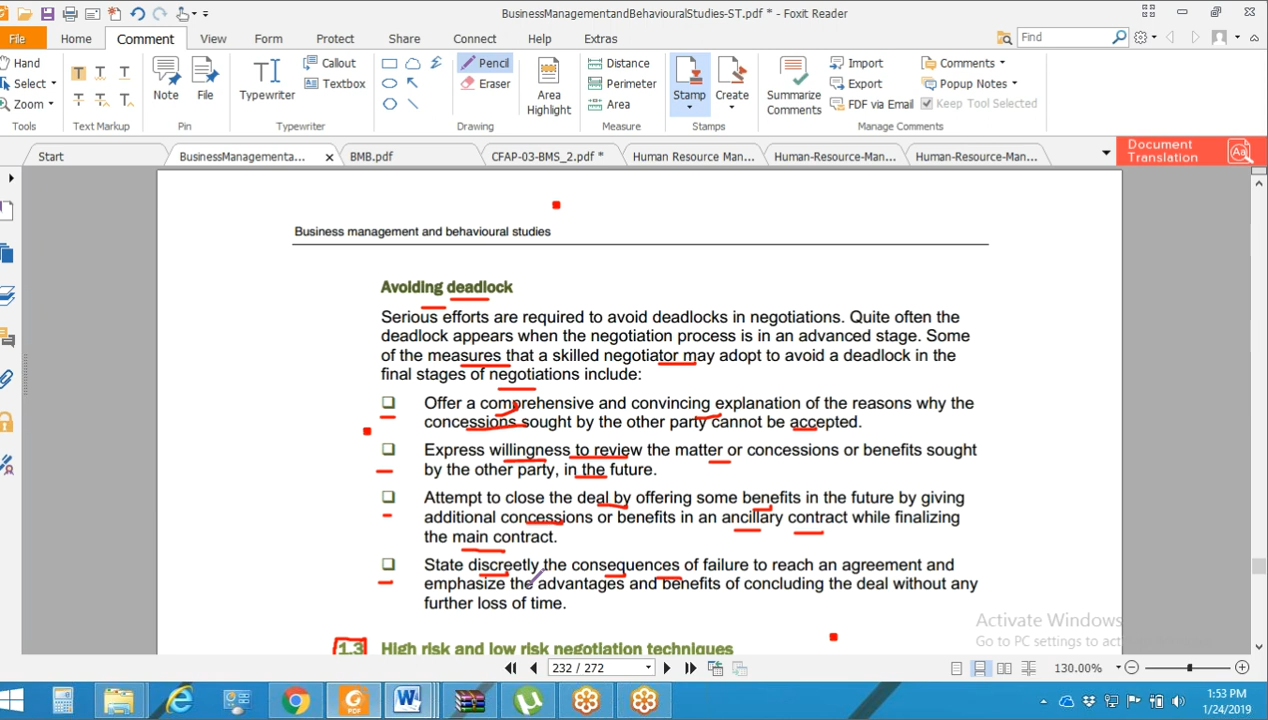 BusinessManagementandBehaviouralStudies-ST.pdf * - Foxit Reader
File Home Comment View Form Protect Share Connect Help Extras Find
Hand Callout Pencil Distance Import Comments
Select Textbox Eraser Perimeter Export Popup Notes
Zoom Note File Typewriter Area Highlight Area Stamp Create Summarize Comments FDF via Email Keep Tool Selected
Tools Text Markup Pin Typewriter Drawing Measure Stamps Manage Comments
Start BusinessManagementa... BMB.pdf CFAP-03-BMS_2.pdf * Human Resource Man... Human-Resource-Man... Human-Resource-Man... Document Translation
Business management and behavioural studies
Avoiding deadlock
Serious efforts are required to avoid deadlocks in negotiations. Quite often the
deadlock appears when the negotiation process is in an advanced stage. Some
of the measures that a skilled negotiator may adopt to avoid a deadlock in the
final stages of negotiations include:
Offer a comprehensive and convincing explanation of the reasons why the
concessions sought by the other party cannot be accepted.
Express willingness to review the matter or concessions or benefits sought
by the other party, in the future.
Attempt to close the deal by offering some benefits in the future by giving
additional concessions or benefits in an ancillary contract while finalizing
the main contract.
State discreetly the consequences of failure to reach an agreement and
emphasize the advantages and benefits of concluding the deal without any
further loss of time.
1.3 High risk and low risk negotiation techniques
Activate Windows
Go to PC settings to act
232 / 272 130.00%
1:53 PM
1/24/2019